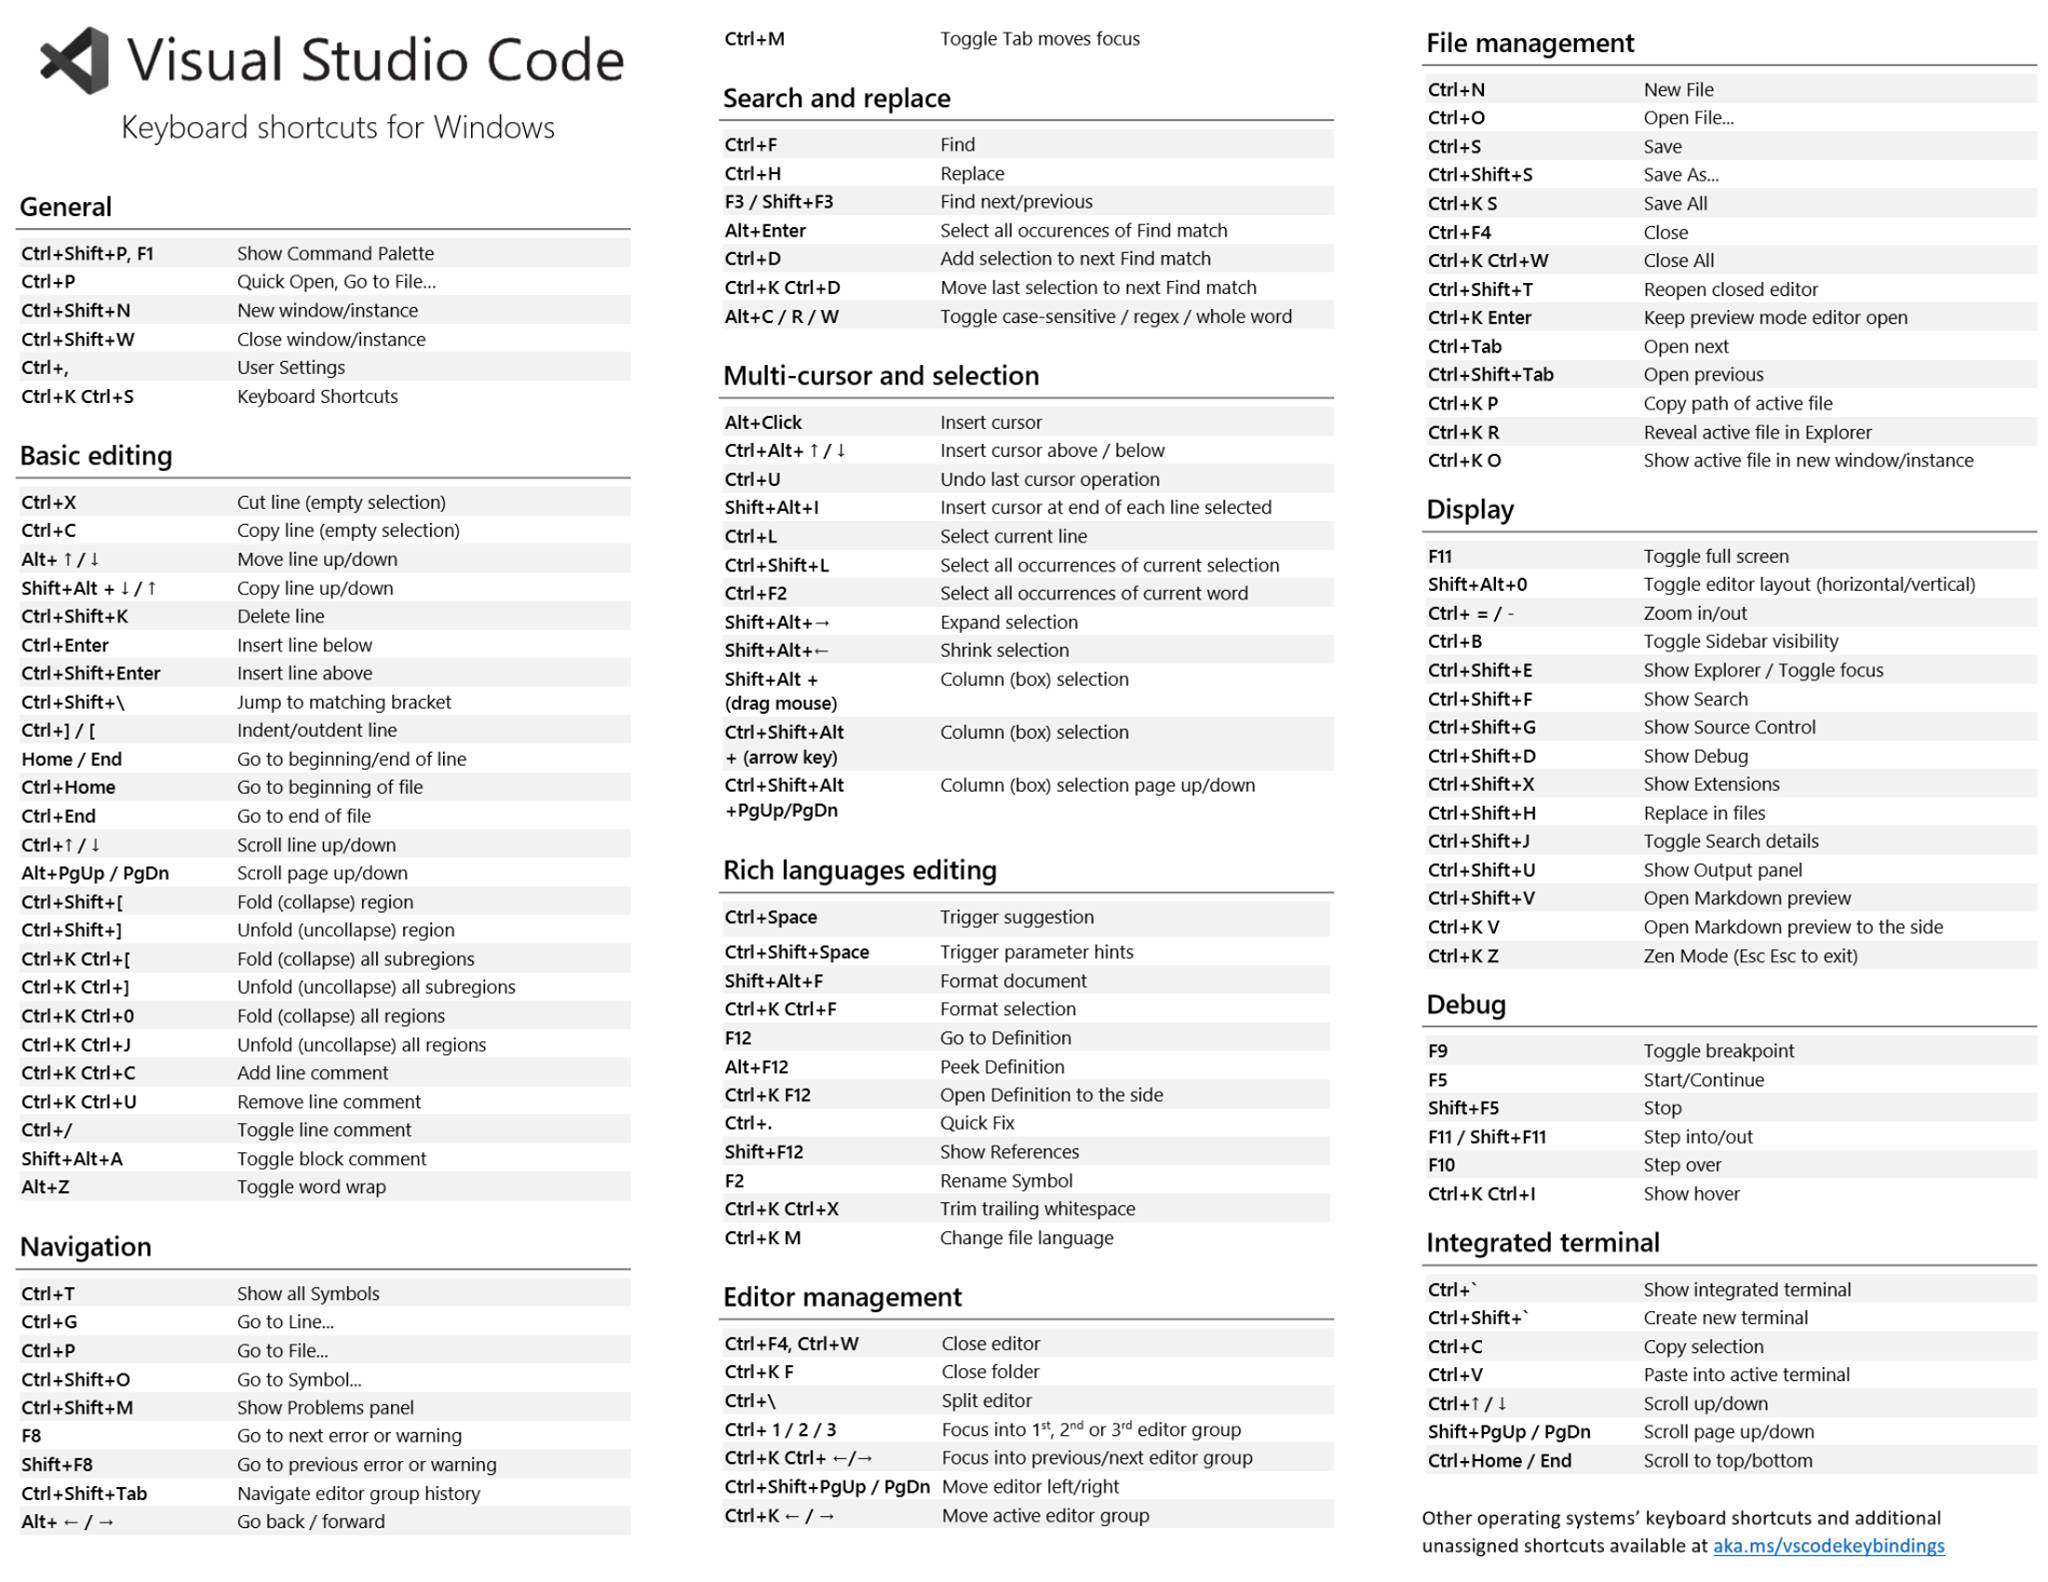 Visual Studio Code
Keyboard shortcuts for Windows
General
Ctrl+Shift+P, F1 Show Command Palette
Ctrl+P Quick Open, Go to File...
Ctrl+Shift+N New window/instance
Ctrl+Shift+W Close window/instance
Ctrl+, User Settings
Ctrl+K Ctrl+S Keyboard Shortcuts
Basic editing
Ctrl+X Cut line (empty selection)
Ctrl+C Copy line (empty selection)
Alt+ ↑ / ↓ Move line up/down
Shift+Alt + ↓ / ↑ Copy line up/down
Ctrl+Shift+K Delete line
Ctrl+Enter Insert line below
Ctrl+Shift+Enter Insert line above
Ctrl+Shift+\ Jump to matching bracket
Ctrl+] / [ Indent/outdent line
Home / End Go to beginning/end of line
Ctrl+Home Go to beginning of file
Ctrl+End Go to end of file
Ctrl+↑ / ↓ Scroll line up/down
Alt+PgUp / PgDn Scroll page up/down
Ctrl+Shift+[ Fold (collapse) region
Ctrl+Shift+] Unfold (uncollapse) region
Ctrl+K Ctrl+[ Fold (collapse) all subregions
Ctrl+K Ctrl+] Unfold (uncollapse) all subregions
Ctrl+K Ctrl+0 Fold (collapse) all regions
Ctrl+K Ctrl+J Unfold (uncollapse) all regions
Ctrl+K Ctrl+C Add line comment
Ctrl+K Ctrl+U Remove line comment
Ctrl+/ Toggle line comment
Shift+Alt+A Toggle block comment
Alt+Z Toggle word wrap
Navigation
Ctrl+T Show all Symbols
Ctrl+G Go to Line...
Ctrl+P Go to File...
Ctrl+Shift+O Go to Symbol...
Ctrl+Shift+M Show Problems panel
F8 Go to next error or warning
Shift+F8 Go to previous error or warning
Ctrl+Shift+Tab Navigate editor group history
Alt+ ← / → Go back / forward
Ctrl+M Toggle Tab moves focus
Search and replace
Ctrl+F Find
Ctrl+H Replace
F3 / Shift+F3 Find next/previous
Alt+Enter Select all occurences of Find match
Ctrl+D Add selection to next Find match
Ctrl+K Ctrl+D Move last selection to next Find match
Alt+C / R / W Toggle case-sensitive / regex / whole word
Multi-cursor and selection
Alt+Click Insert cursor
Ctrl+Alt+ ↑ / ↓ Insert cursor above / below
Ctrl+U Undo last cursor operation
Shift+Alt+I Insert cursor at end of each line selected
Ctrl+L Select current line
Ctrl+Shift+L Select all occurrences of current selection
Ctrl+F2 Select all occurrences of current word
Shift+Alt+→ Expand selection
Shift+Alt+← Shrink selection
Shift+Alt + Column (box) selection
(drag mouse)
Ctrl+Shift+Alt Column (box) selection
+ (arrow key)
Ctrl+Shift+Alt Column (box) selection page up/down
+PgUp/PgDn
Rich languages editing
Ctrl+Space Trigger suggestion
Ctrl+Shift+Space Trigger parameter hints
Shift+Alt+F Format document
Ctrl+K Ctrl+F Format selection
F12 Go to Definition
Alt+F12 Peek Definition
Ctrl+K F12 Open Definition to the side
Ctrl+. Quick Fix
Shift+F12 Show References
F2 Rename Symbol
Ctrl+K Ctrl+X Trim trailing whitespace
Ctrl+K M Change file language
Editor management
Ctrl+F4, Ctrl+W Close editor
Ctrl+K F Close folder
Ctrl+\ Split editor
Ctrl+ 1 / 2 / 3 Focus into 1st, 2nd or 3rd editor group
Ctrl+K Ctrl+ ←/→ Focus into previous/next editor group
Ctrl+Shift+PgUp / PgDn Move editor left/right
Ctrl+K ← / → Move active editor group
File management
Ctrl+N New File
Ctrl+O Open File...
Ctrl+S Save
Ctrl+Shift+S Save As...
Ctrl+K S Save All
Ctrl+F4 Close
Ctrl+K Ctrl+W Close All
Ctrl+Shift+T Reopen closed editor
Ctrl+K Enter Keep preview mode editor open
Ctrl+Tab Open next
Ctrl+Shift+Tab Open previous
Ctrl+K P Copy path of active file
Ctrl+K R Reveal active file in Explorer
Ctrl+K O Show active file in new window/instance
Display
F11 Toggle full screen
Shift+Alt+0 Toggle editor layout (horizontal/vertical)
Ctrl+ = / - Zoom in/out
Ctrl+B Toggle Sidebar visibility
Ctrl+Shift+E Show Explorer / Toggle focus
Ctrl+Shift+F Show Search
Ctrl+Shift+G Show Source Control
Ctrl+Shift+D Show Debug
Ctrl+Shift+X Show Extensions
Ctrl+Shift+H Replace in files
Ctrl+Shift+J Toggle Search details
Ctrl+Shift+U Show Output panel
Ctrl+Shift+V Open Markdown preview
Ctrl+K V Open Markdown preview to the side
Ctrl+K Z Zen Mode (Esc Esc to exit)
Debug
F9 Toggle breakpoint
F5 Start/Continue
Shift+F5 Stop
F11 / Shift+F11 Step into/out
F10 Step over
Ctrl+K Ctrl+I Show hover
Integrated terminal
Ctrl+` Show integrated terminal
Ctrl+Shift+` Create new terminal
Ctrl+C Copy selection
Ctrl+V Paste into active terminal
Ctrl+↑ / ↓ Scroll up/down
Shift+PgUp / PgDn Scroll page up/down
Ctrl+Home / End Scroll to top/bottom
Other operating systems’ keyboard shortcuts and additional
unassigned shortcuts available at aka.ms/vscodekeybindings